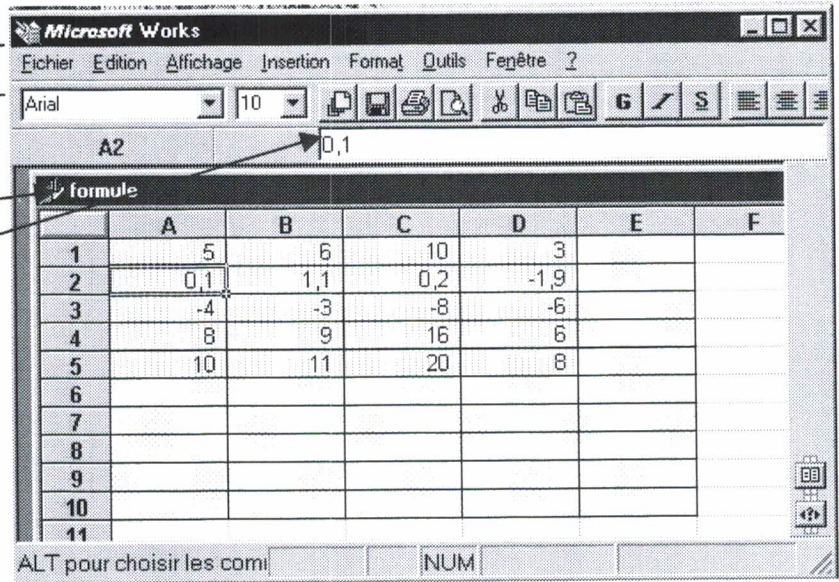 Microsoft Works
Fichier Edition Affichage Insertion Format Outils Fenêtre ?
Arial 10 G I S
A2 0,1
formule
A B C D E F
1 5 6 10 3
2 0,1 1,1 0,2 -1,9
3 -4 -3 -8 -6
4 8 9 16 6
5 10 11 20 8
6
7
8
9
10
11
ALT pour choisir les com NUM